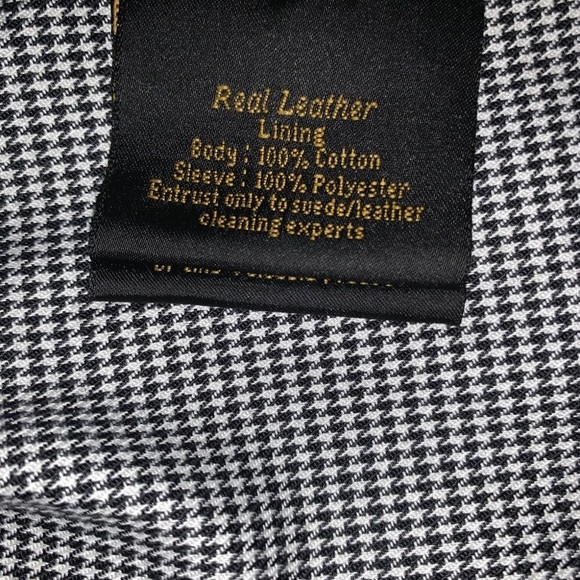 Real Leather
Lining
Body : 100% Cotton
Sleeve : 100% Polyester
Entrust only to suede/leather
cleaning experts